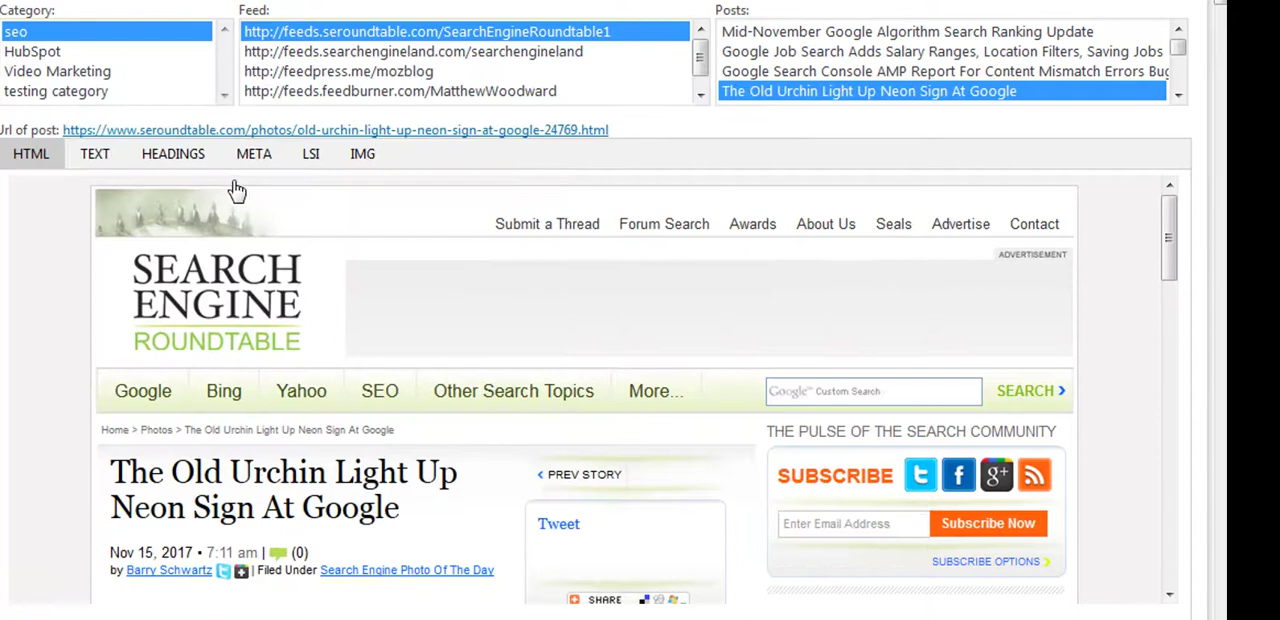 Category:
seo
HubSpot
Video Marketing
testing category
Feed:
http://feeds.seroundtable.com/SearchEngineRoundtable1
http://feeds.searchengineland.com/searchengineland
http://feedpress.me/mozblog
http://feeds.feedburner.com/MatthewWoodward
Posts:
Mid-November Google Algorithm Search Ranking Update
Google Job Search Adds Salary Ranges, Location Filters, Saving Jobs
Google Search Console AMP Report For Content Mismatch Errors Bug
The Old Urchin Light Up Neon Sign At Google
Url of post: https://www.seroundtable.com/photos/old-urchin-light-up-neon-sign-at-google-24769.html
HTML TEXT HEADINGS META LSI IMG
Submit a Thread Forum Search Awards About Us Seals Advertise Contact
ADVERTISEMENT
SEARCH
ENGINE
ROUNDTABLE
Google Bing Yahoo SEO Other Search Topics More... Google™ Custom Search SEARCH
Home > Photos > The Old Urchin Light Up Neon Sign At Google
The Old Urchin Light Up
Neon Sign At Google
Nov 15, 2017 • 7:11 am | (0)
by Barry Schwartz | Filed Under Search Engine Photo Of The Day
PREV STORY
Tweet
SHARE
THE PULSE OF THE SEARCH COMMUNITY
SUBSCRIBE t f g+
Enter Email Address Subscribe Now
SUBSCRIBE OPTIONS